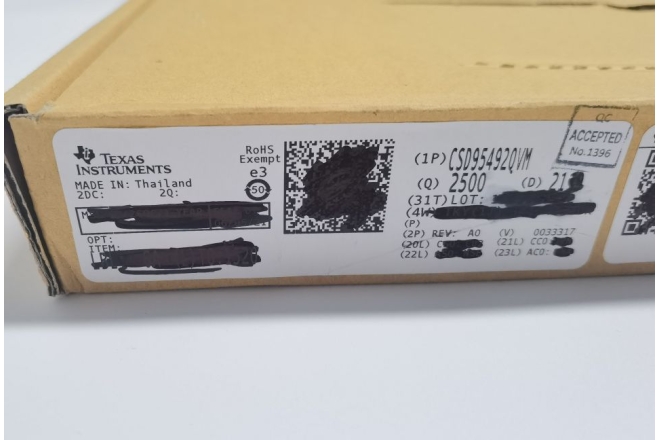 TEXAS
INSTRUMENTS
MADE IN: Thailand
2DC: 2Q:
OPT:
ITEM:
RoHS
Exempt
e3
50
(1P) CSD95492QVM
(Q) 2500 (D) 21
(31T) LOT:
(4W)
(P)
(2P) REV: A0 (V) 0033317
(20L) (21L) CCO:
(22L) (23L) ACO:
QC
ACCEPTED
No.1396